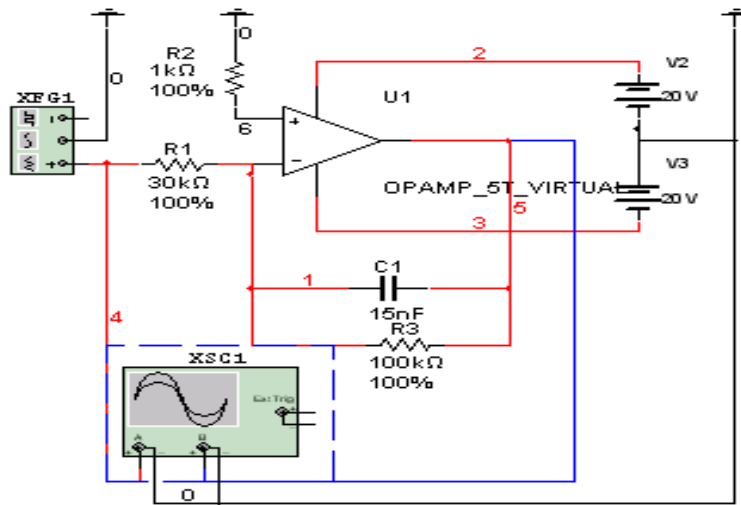 0
0
R2
1kΩ
100%
6
2
V2
20 V
U1
XFG1
R1
30kΩ
100%
V3
20 V
OPAMP_5T_VIRTUAL
5
3
1
C1
15nF
R3
100kΩ
100%
4
XSC1
Ext Trig
A
B
0